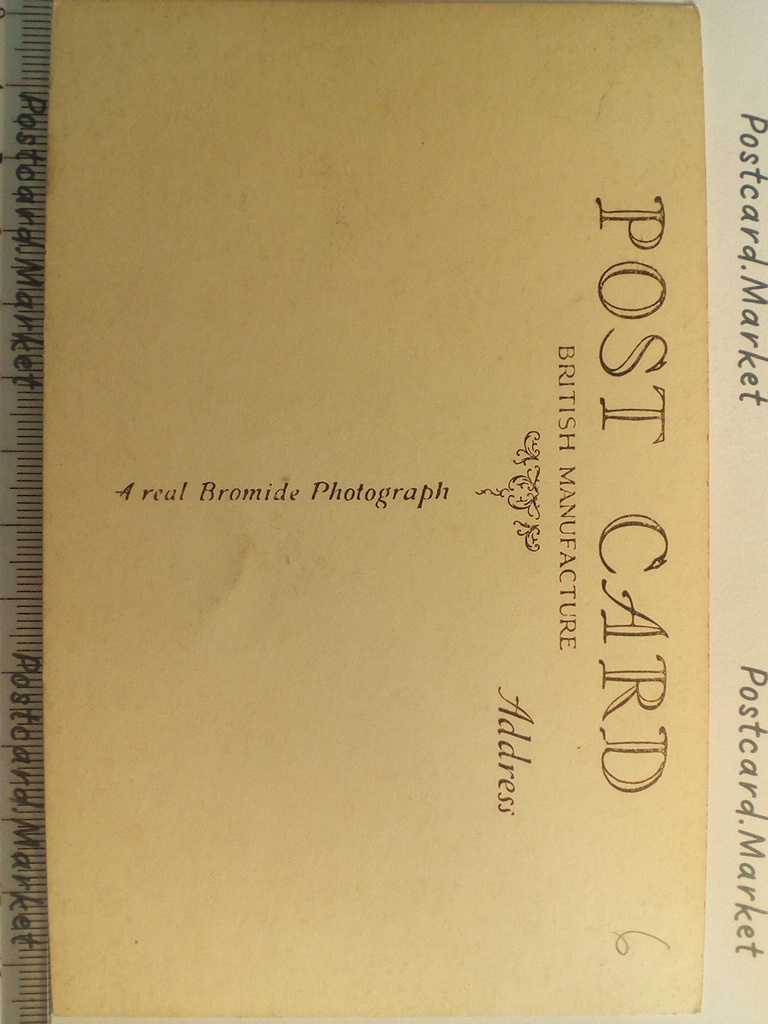 Postcard.Market Postcard.Market
POST CARD
BRITISH MANUFACTURE
Address
A real Bromide Photograph
6
Postcard.Market Postcard.Market